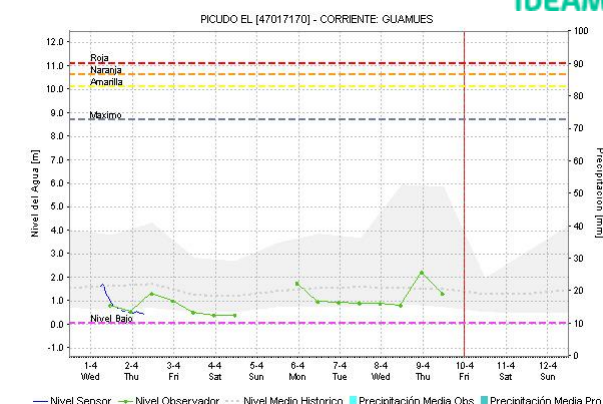 IDEAM
PICUDO EL [47017170] - CORRIENTE: GUAMUES
12.0
11.0
10.0
9.0
8.0
7.0
6.0
5.0
4.0
3.0
2.0
1.0
0.0
-1.0
Nivel del Agua [m]
Roja
Naranja
Amarilla
Maximo
Nivel Bajo
100
90
80
70
60
50
40
30
20
10
0
Precipitacion [mm]
1-4 2-4 3-4 4-4 5-4 6-4 7-4 8-4 9-4 10-4 11-4 12-4
Wed Thu Fri Sat Sun Mon Tue Wed Thu Fri Sat Sun
Nivel Sensor Nivel Observador Nivel Medio Historico Precipitación Media Obs. Precipitación Media Pro